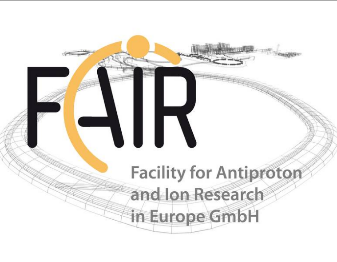 FAIR
Facility for Antiproton
and Ion Research
in Europe GmbH